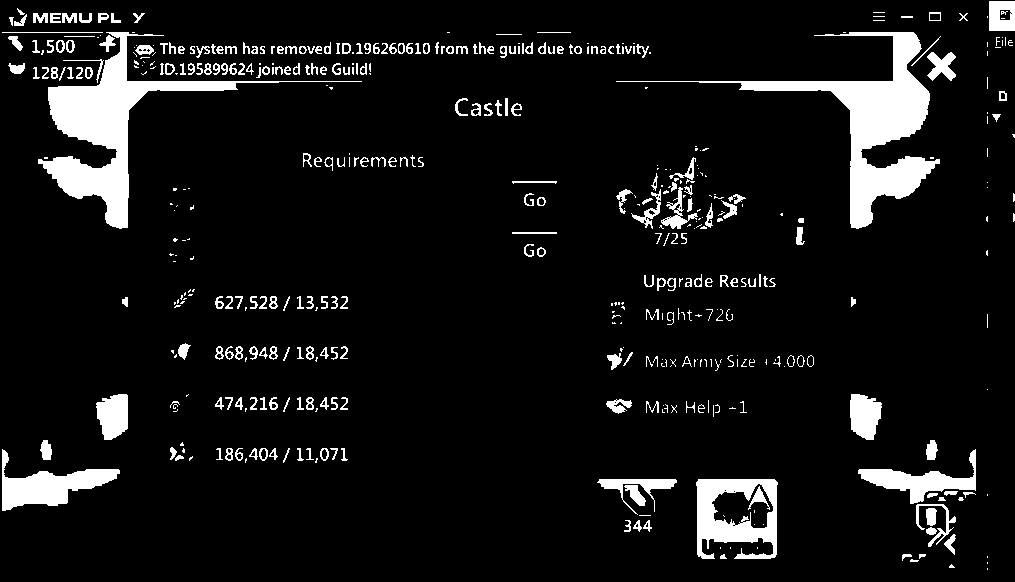 MEMU PL Y
1,500
128/120
The system has removed ID.196260610 from the guild due to inactivity.
ID.195899624 joined the Guild!
File
Castle
Requirements
Go
Go
7/25
i
627,528 / 13,532
868,948 / 18,452
474,216 / 18,452
186,404 / 11,071
Upgrade Results
Might+726
Max Army Size +4,000
Max Help +1
344
Upgrade